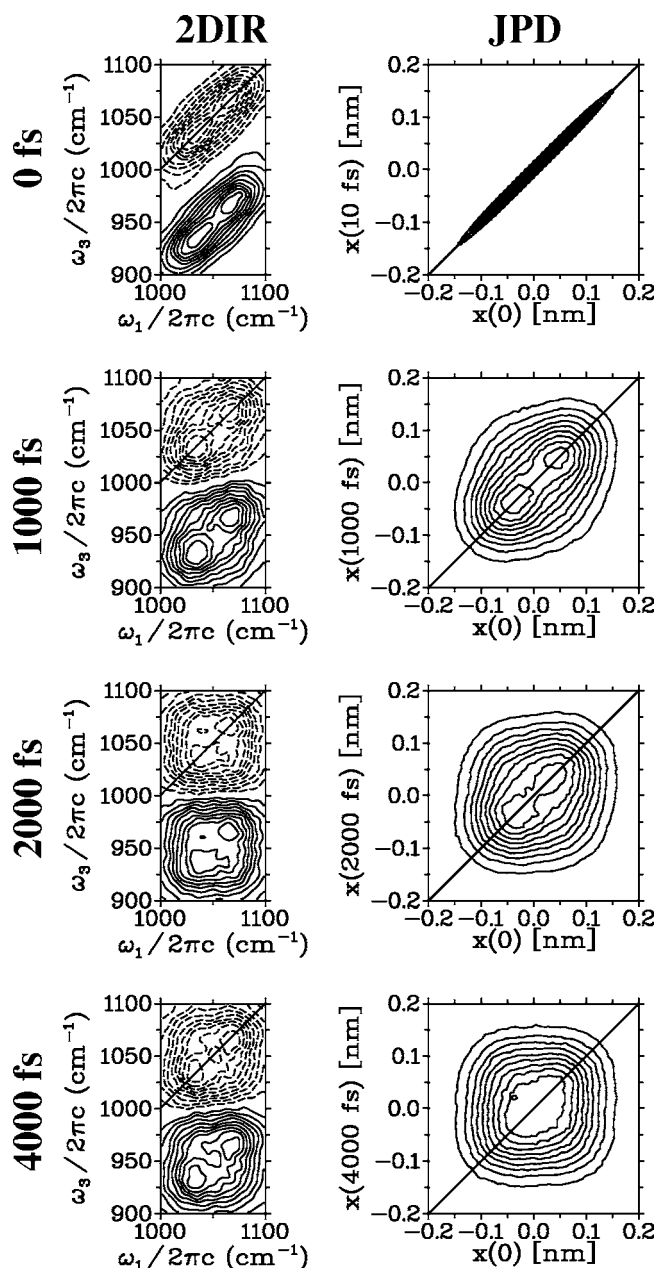 2DIR JPD
0 fs
ω₃/2πc (cm⁻¹)
1100
1050
1000
950
900
1000 1100
ω₁/2πc (cm⁻¹)
x(10 fs) [nm]
0.2
0.1
0.0
−0.1
−0.2
−0.2 −0.1 0.0 0.1 0.2
x(0) [nm]
1000 fs
ω₃/2πc (cm⁻¹)
1100
1050
1000
950
900
1000 1100
ω₁/2πc (cm⁻¹)
x(1000 fs) [nm]
0.2
0.1
0.0
−0.1
−0.2
−0.2 −0.1 0.0 0.1 0.2
x(0) [nm]
2000 fs
ω₃/2πc (cm⁻¹)
1100
1050
1000
950
900
1000 1100
ω₁/2πc (cm⁻¹)
x(2000 fs) [nm]
0.2
0.1
0.0
−0.1
−0.2
−0.2 −0.1 0.0 0.1 0.2
x(0) [nm]
4000 fs
ω₃/2πc (cm⁻¹)
1100
1050
1000
950
900
1000 1100
ω₁/2πc (cm⁻¹)
x(4000 fs) [nm]
0.2
0.1
0.0
−0.1
−0.2
−0.2 −0.1 0.0 0.1 0.2
x(0) [nm]